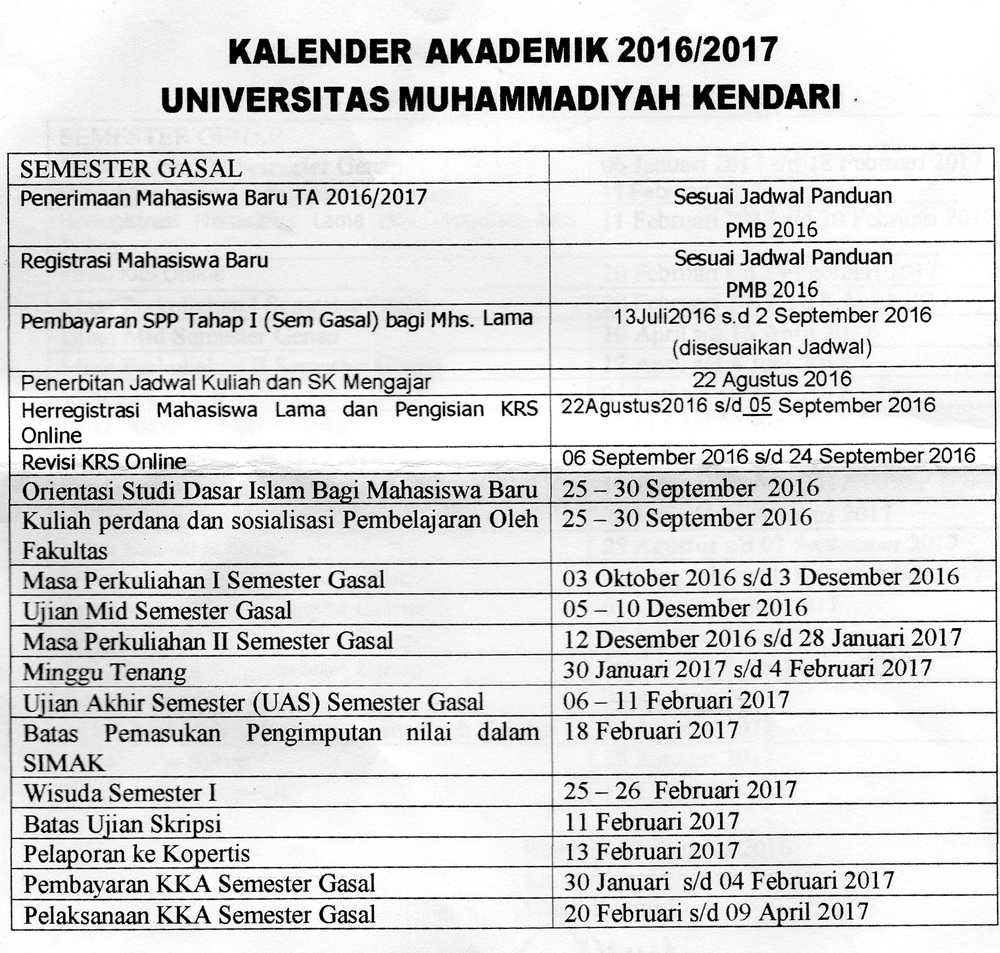 KALENDER AKADEMIK 2016/2017
UNIVERSITAS MUHAMMADIYAH KENDARI
SEMESTER GASAL
Penerimaan Mahasiswa Baru TA 2016/2017 Sesuai Jadwal Panduan
PMB 2016
Registrasi Mahasiswa Baru Sesuai Jadwal Panduan
PMB 2016
Pembayaran SPP Tahap I (Sem Gasal) bagi Mhs. Lama 13Juli2016 s.d 2 September 2016
(disesuaikan Jadwal)
Penerbitan Jadwal Kuliah dan SK Mengajar 22 Agustus 2016
Herregistrasi Mahasiswa Lama dan Pengisian KRS 22Agustus2016 s/d 05 September 2016
Online
Revisi KRS Online 06 September 2016 s/d 24 September 2016
Orientasi Studi Dasar Islam Bagi Mahasiswa Baru 25 – 30 September 2016
Kuliah perdana dan sosialisasi Pembelajaran Oleh 25 – 30 September 2016
Fakultas
Masa Perkuliahan I Semester Gasal 03 Oktober 2016 s/d 3 Desember 2016
Ujian Mid Semester Gasal 05 – 10 Desember 2016
Masa Perkuliahan II Semester Gasal 12 Desember 2016 s/d 28 Januari 2017
Minggu Tenang 30 Januari 2017 s/d 4 Februari 2017
Ujian Akhir Semester (UAS) Semester Gasal 06 – 11 Februari 2017
Batas Pemasukan Pengimputan nilai dalam 18 Februari 2017
SIMAK
Wisuda Semester I 25 – 26 Februari 2017
Batas Ujian Skripsi 11 Februari 2017
Pelaporan ke Kopertis 13 Februari 2017
Pembayaran KKA Semester Gasal 30 Januari s/d 04 Februari 2017
Pelaksanaan KKA Semester Gasal 20 Februari s/d 09 April 2017